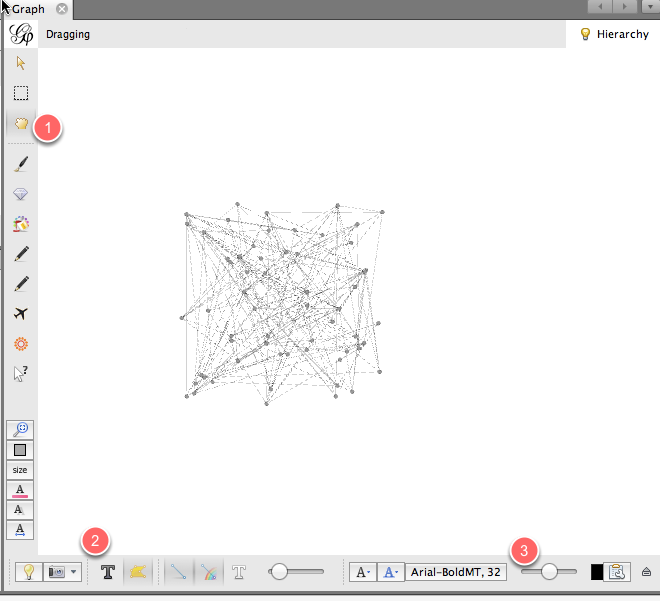 Graph
Dragging
Hierarchy
1
?
size
A
A
A
2
3
T
T
A
A
Arial-BoldMT, 32